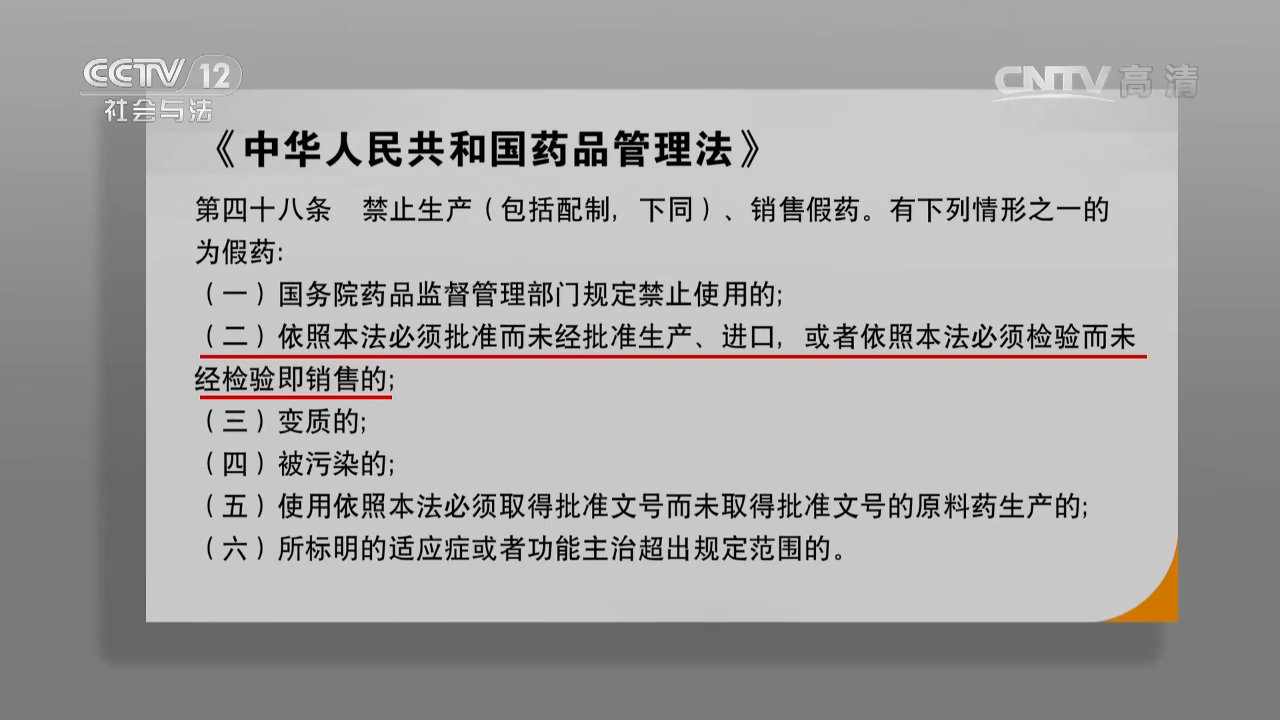 CCTV 12
社会与法
CNTV 高清
《中华人民共和国药品管理法》
第四十八条　禁止生产（包括配制，下同）、销售假药。有下列情形之一的
为假药:
（一）国务院药品监督管理部门规定禁止使用的;
（二）依照本法必须批准而未经批准生产、进口，或者依照本法必须检验而未
经检验即销售的;
（三）变质的;
（四）被污染的;
（五）使用依照本法必须取得批准文号而未取得批准文号的原料药生产的;
（六）所标明的适应症或者功能主治超出规定范围的。